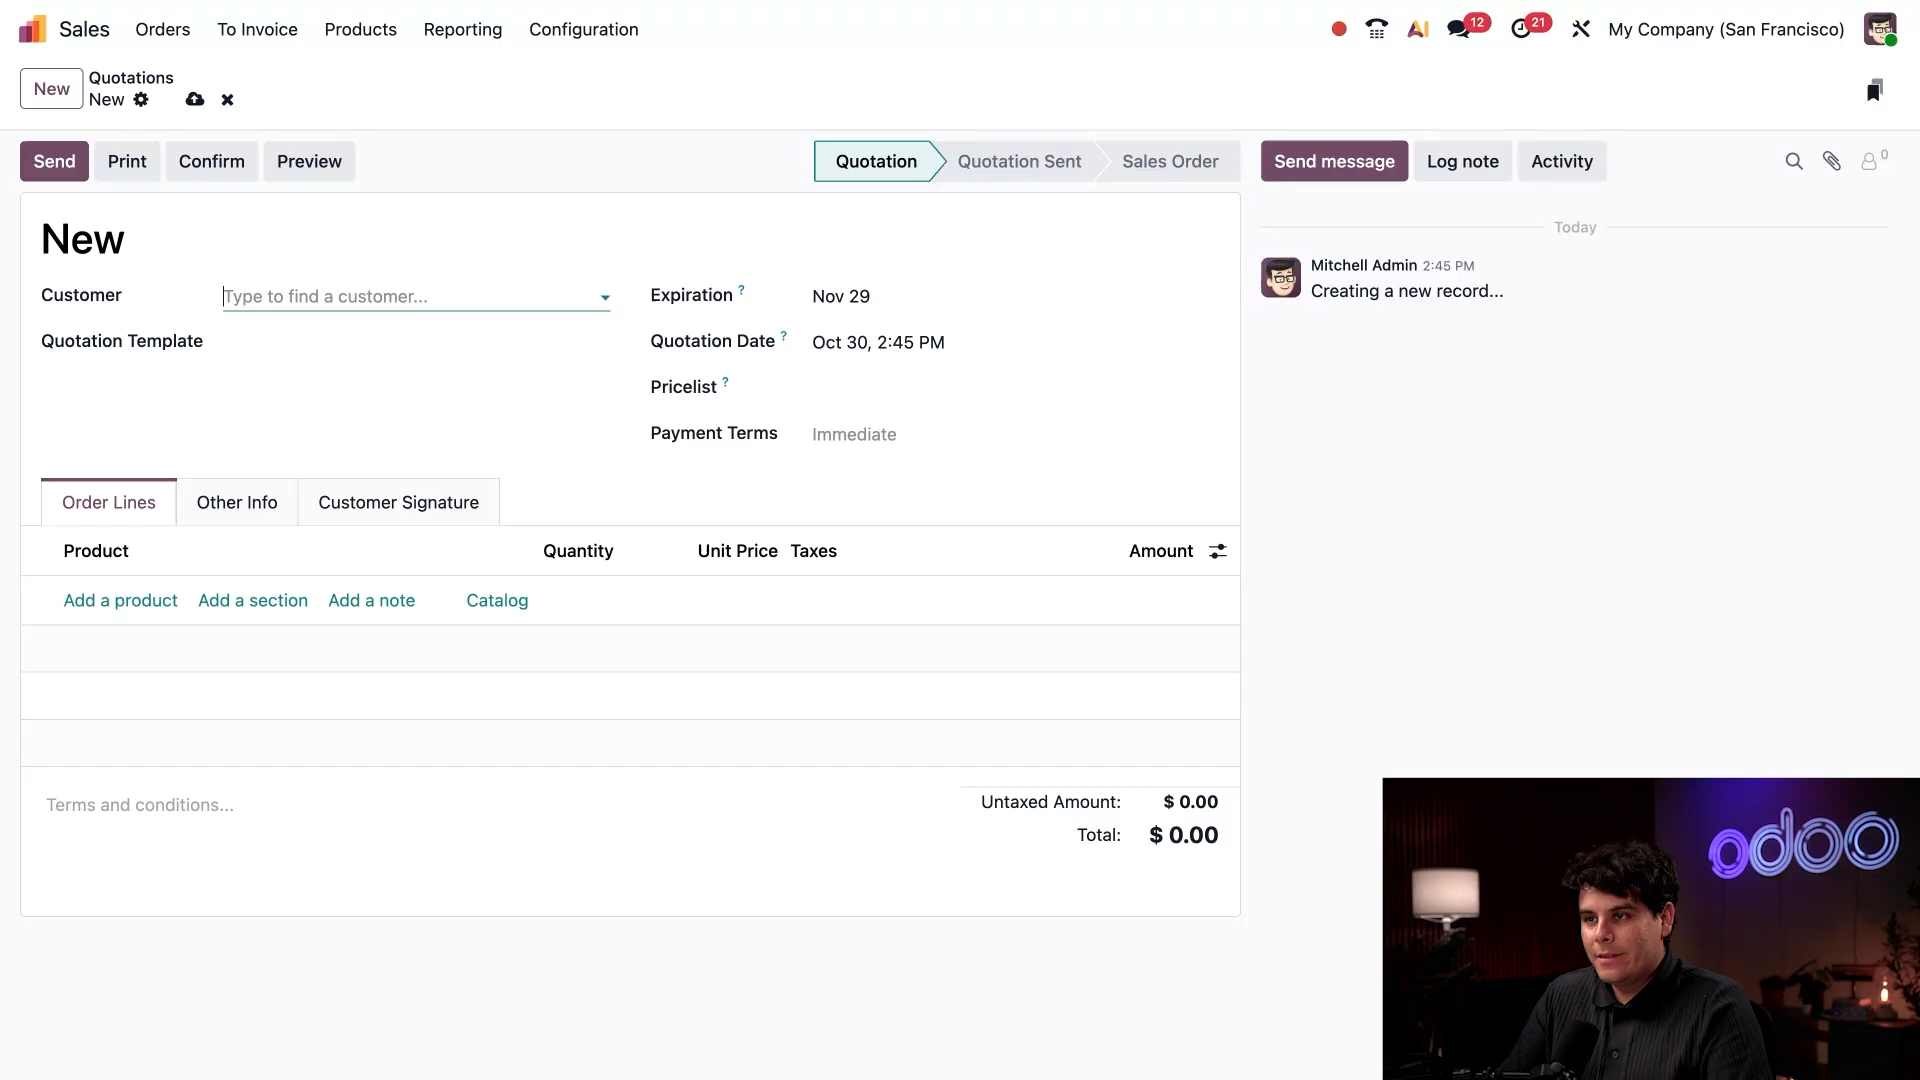 Sales Orders To Invoice Products Reporting Configuration 12 21 My Company (San Francisco)
New Quotations
New
Send Print Confirm Preview Quotation Quotation Sent Sales Order Send message Log note Activity 0
New
Customer Type to find a customer...
Quotation Template
Expiration ? Nov 29
Quotation Date ? Oct 30, 2:45 PM
Pricelist ?
Payment Terms Immediate
Order Lines Other Info Customer Signature
Product Quantity Unit Price Taxes Amount
Add a product Add a section Add a note Catalog
Terms and conditions...
Untaxed Amount: $ 0.00
Total: $ 0.00
Today
Mitchell Admin 2:45 PM
Creating a new record...
AI
odoo